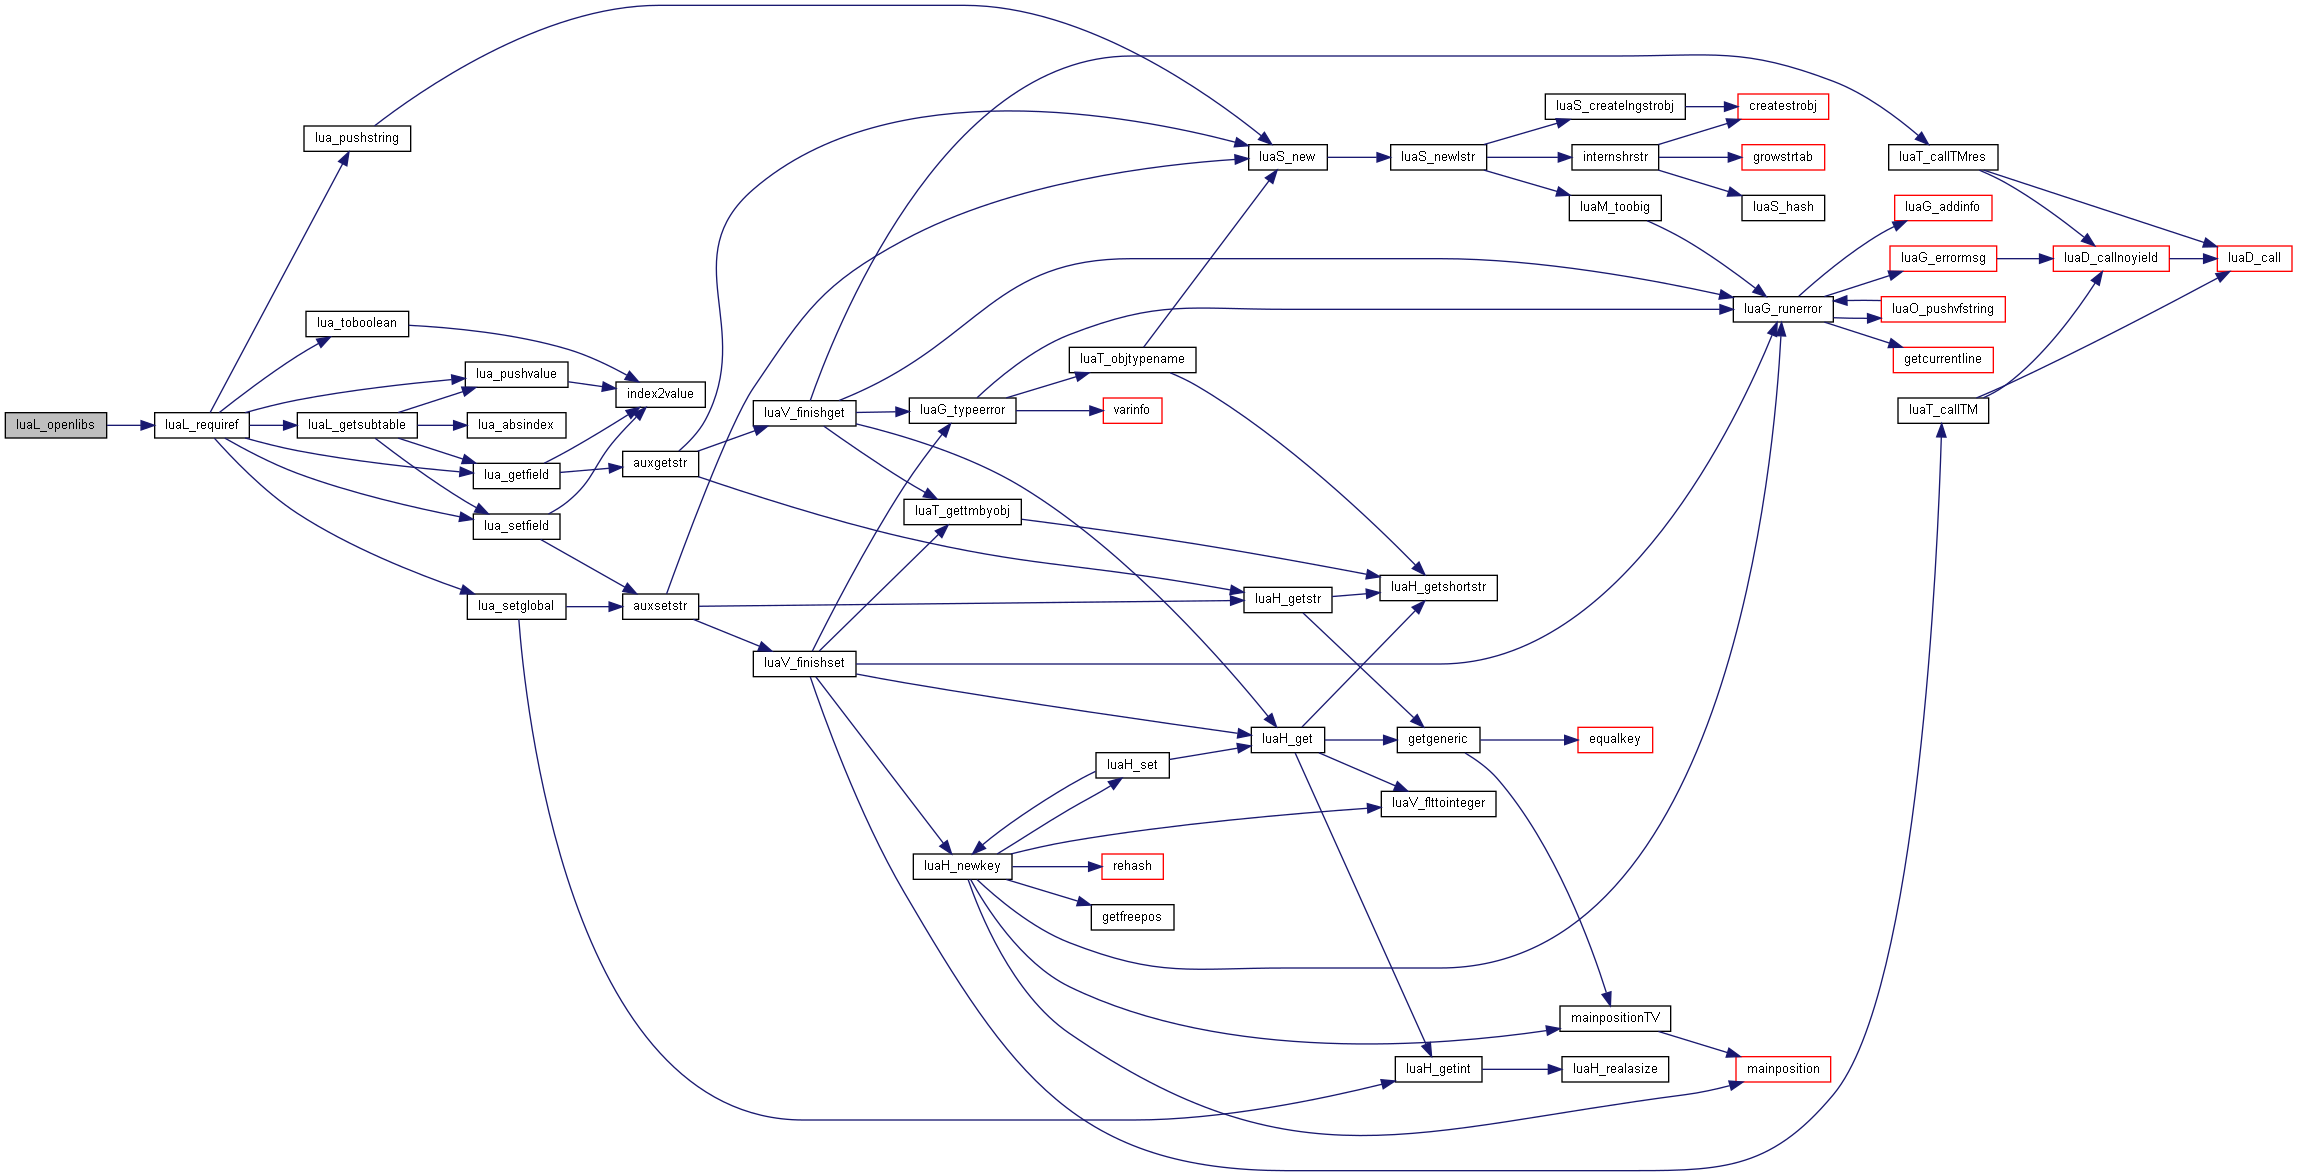 luaL_openlibs
luaL_requiref
lua_pushstring
lua_toboolean
luaL_getsubtable
lua_pushvalue
lua_absindex
lua_getfield
lua_setfield
lua_setglobal
index2value
auxgetstr
auxsetstr
luaV_finishget
luaV_finishset
luaG_typeerror
luaT_gettmbyobj
luaH_newkey
luaT_objtypename
varinfo
luaH_set
rehash
getfreepos
luaS_new
luaH_getstr
luaH_get
luaS_newlstr
luaH_getshortstr
getgeneric
luaV_flttointeger
luaH_getint
luaS_createlngstrobj
internshrstr
luaM_toobig
equalkey
mainpositionTV
luaH_realasize
createstrobj
growstrtab
luaS_hash
luaG_runerror
mainposition
luaT_callTMres
luaG_addinfo
luaG_errormsg
luaO_pushvfstring
getcurrentline
luaT_callTM
luaD_callnoyield
luaD_call